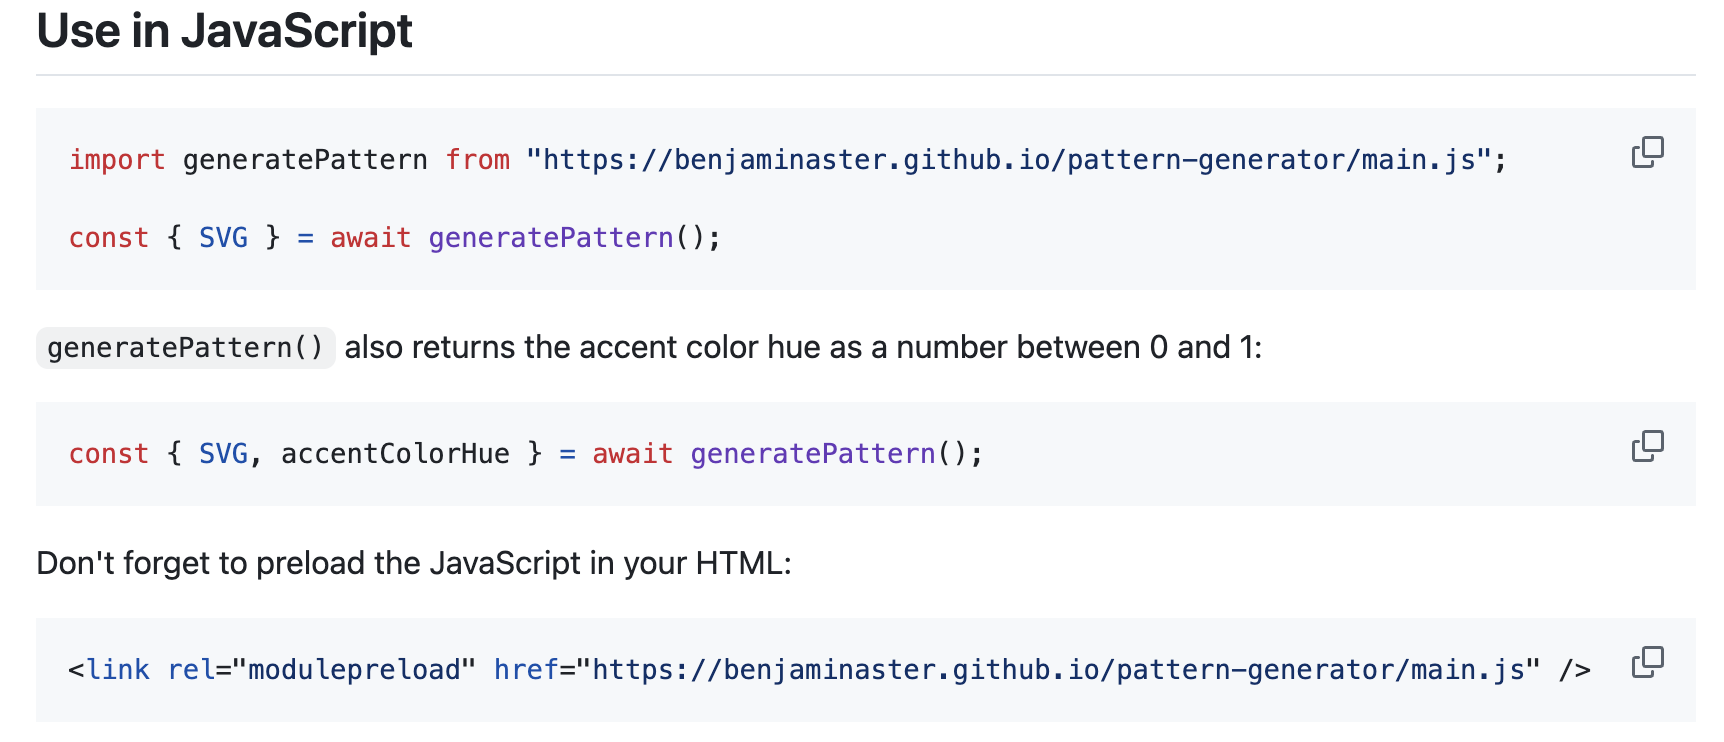 Use in JavaScript
import generatePattern from "https://benjaminaster.github.io/pattern-generator/main.js";
const { SVG } = await generatePattern();
generatePattern() also returns the accent color hue as a number between 0 and 1:
const { SVG, accentColorHue } = await generatePattern();
Don't forget to preload the JavaScript in your HTML:
<link rel="modulepreload" href="https://benjaminaster.github.io/pattern-generator/main.js" />